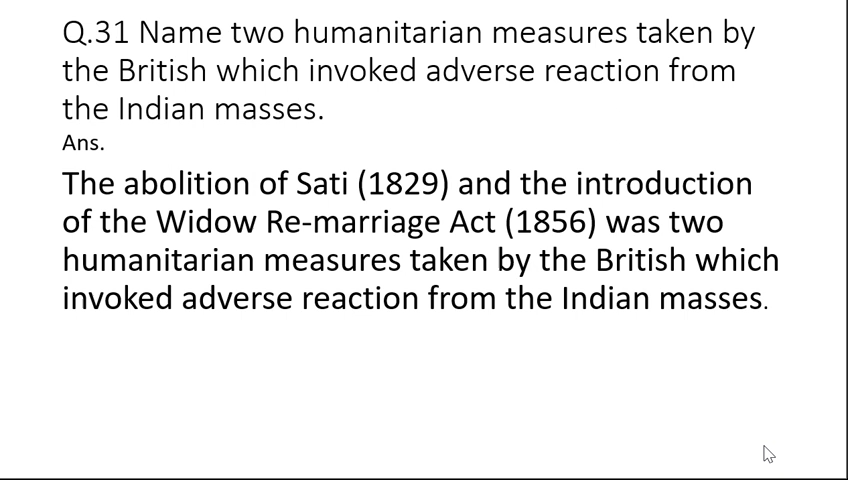 Q.31 Name two humanitarian measures taken by
the British which invoked adverse reaction from
the Indian masses.
Ans.
The abolition of Sati (1829) and the introduction
of the Widow Re-marriage Act (1856) was two
humanitarian measures taken by the British which
invoked adverse reaction from the Indian masses.